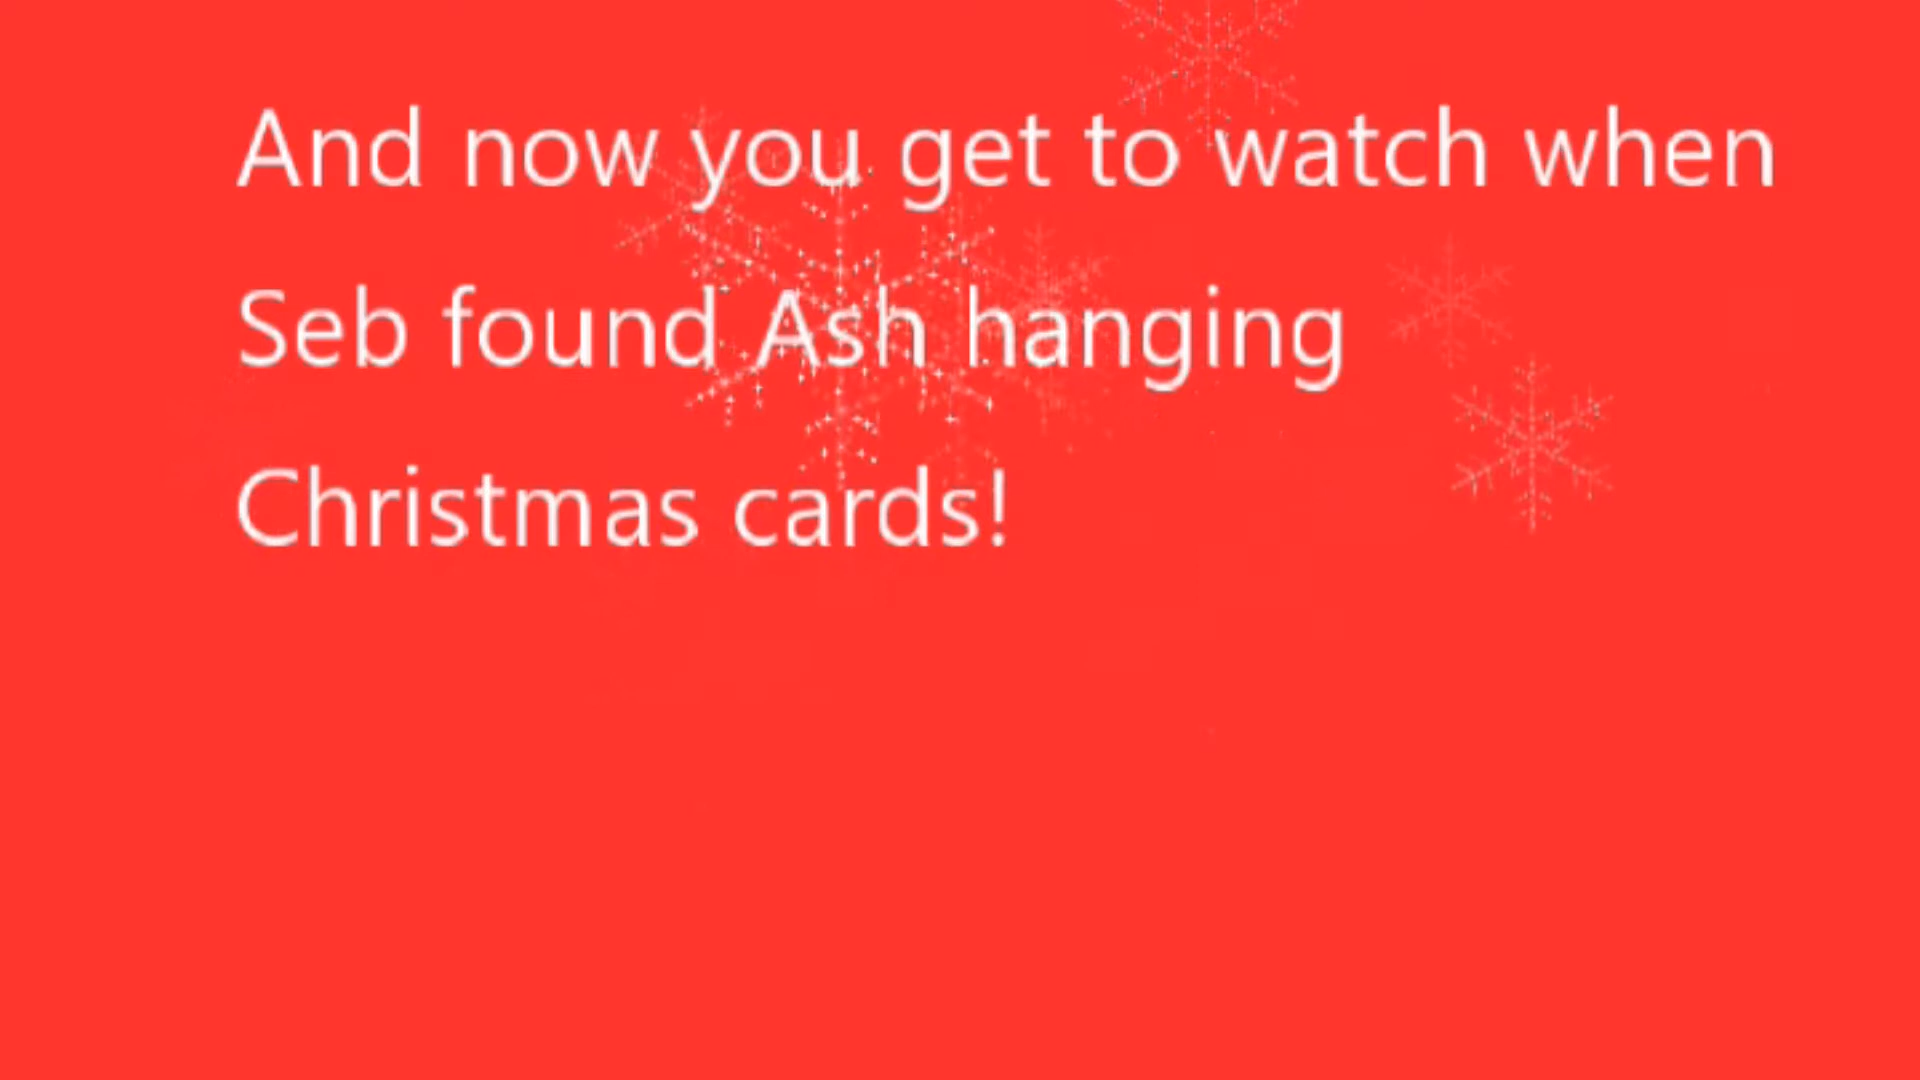 And now you get to watch when
Seb found Ash hanging
Christmas cards!